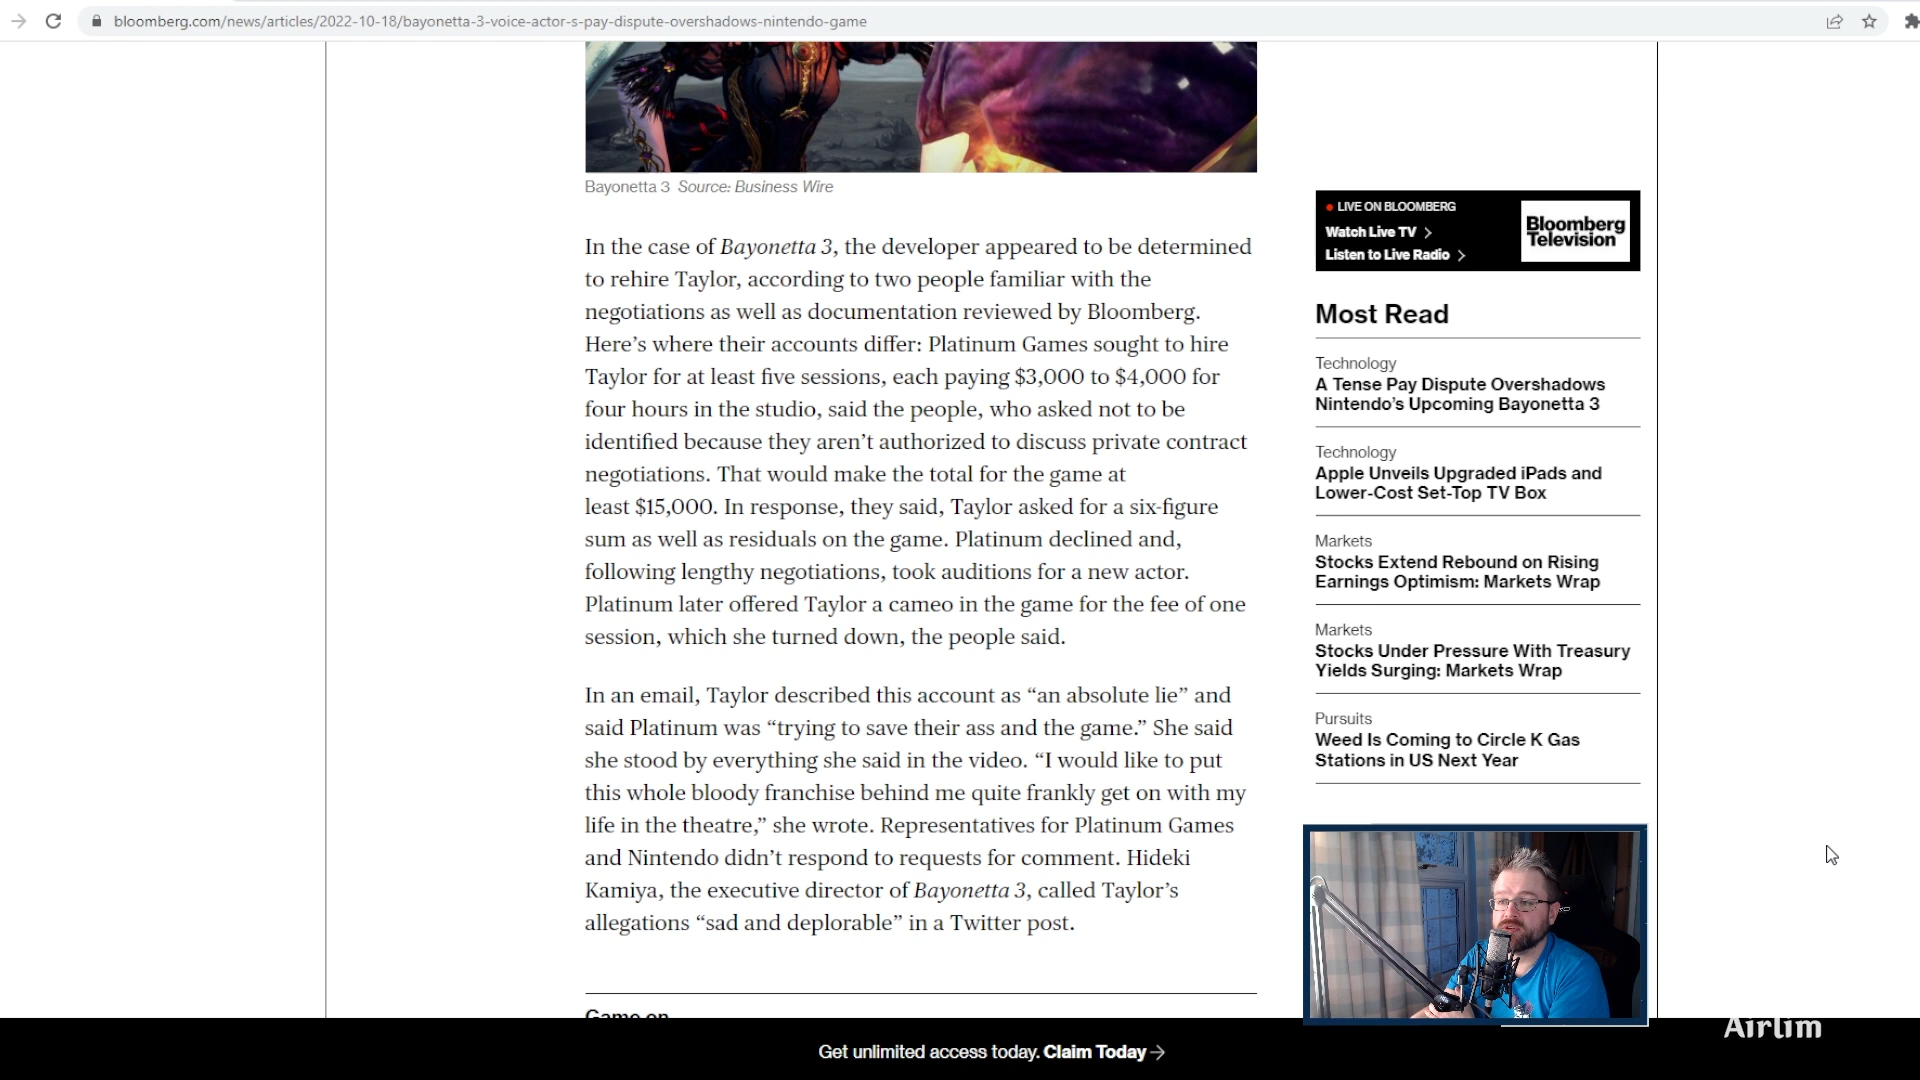 bloomberg.com/news/articles/2022-10-18/bayonetta-3-voice-actor-s-pay-dispute-overshadows-nintendo-game
Bayonetta 3 Source: Business Wire
In the case of Bayonetta 3, the developer appeared to be determined
to rehire Taylor, according to two people familiar with the
negotiations as well as documentation reviewed by Bloomberg.
Here’s where their accounts differ: Platinum Games sought to hire
Taylor for at least five sessions, each paying $3,000 to $4,000 for
four hours in the studio, said the people, who asked not to be
identified because they aren’t authorized to discuss private contract
negotiations. That would make the total for the game at
least $15,000. In response, they said, Taylor asked for a six-figure
sum as well as residuals on the game. Platinum declined and,
following lengthy negotiations, took auditions for a new actor.
Platinum later offered Taylor a cameo in the game for the fee of one
session, which she turned down, the people said.
In an email, Taylor described this account as “an absolute lie” and
said Platinum was “trying to save their ass and the game.” She said
she stood by everything she said in the video. “I would like to put
this whole bloody franchise behind me quite frankly get on with my
life in the theatre,” she wrote. Representatives for Platinum Games
and Nintendo didn’t respond to requests for comment. Hideki
Kamiya, the executive director of Bayonetta 3, called Taylor’s
allegations “sad and deplorable” in a Twitter post.
Game on
LIVE ON BLOOMBERG
Watch Live TV
Listen to Live Radio
Bloomberg
Television
Most Read
Technology
A Tense Pay Dispute Overshadows
Nintendo’s Upcoming Bayonetta 3
Technology
Apple Unveils Upgraded iPads and
Lower-Cost Set-Top TV Box
Markets
Stocks Extend Rebound on Rising
Earnings Optimism: Markets Wrap
Markets
Stocks Under Pressure With Treasury
Yields Surging: Markets Wrap
Pursuits
Weed Is Coming to Circle K Gas
Stations in US Next Year
Airlim
Get unlimited access today. Claim Today